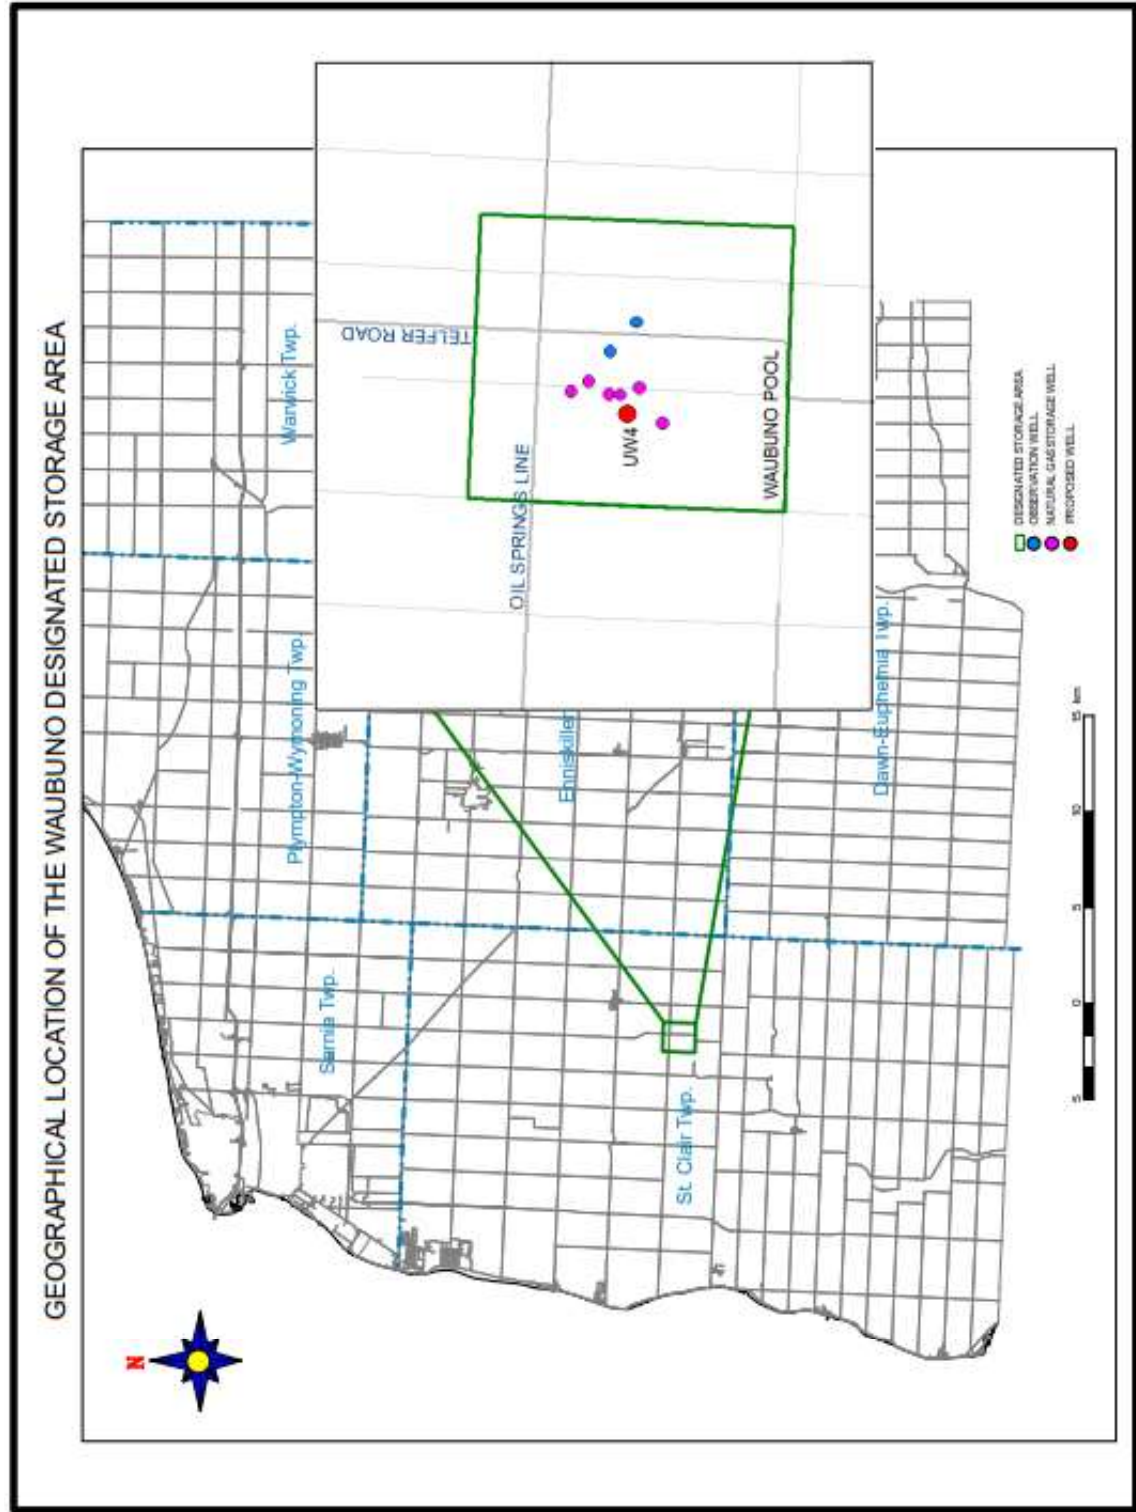 GEOGRAPHICAL LOCATION OF THE WAUBUNO DESIGNATED STORAGE AREA
N
Warwick Twp.
Plympton-Wyoming Twp.
Sarnia Twp.
Enniskillen
St. Clair Twp.
Dawn-Euphemia Twp.
TELFER ROAD
OIL SPRINGS LINE
UW4
WAUBUNO POOL
DESIGNATED STORAGE AREA
OBSERVATION WELL
NATURAL GAS STORAGE WELL
PROPOSED WELL
5 0 5 10 15 km